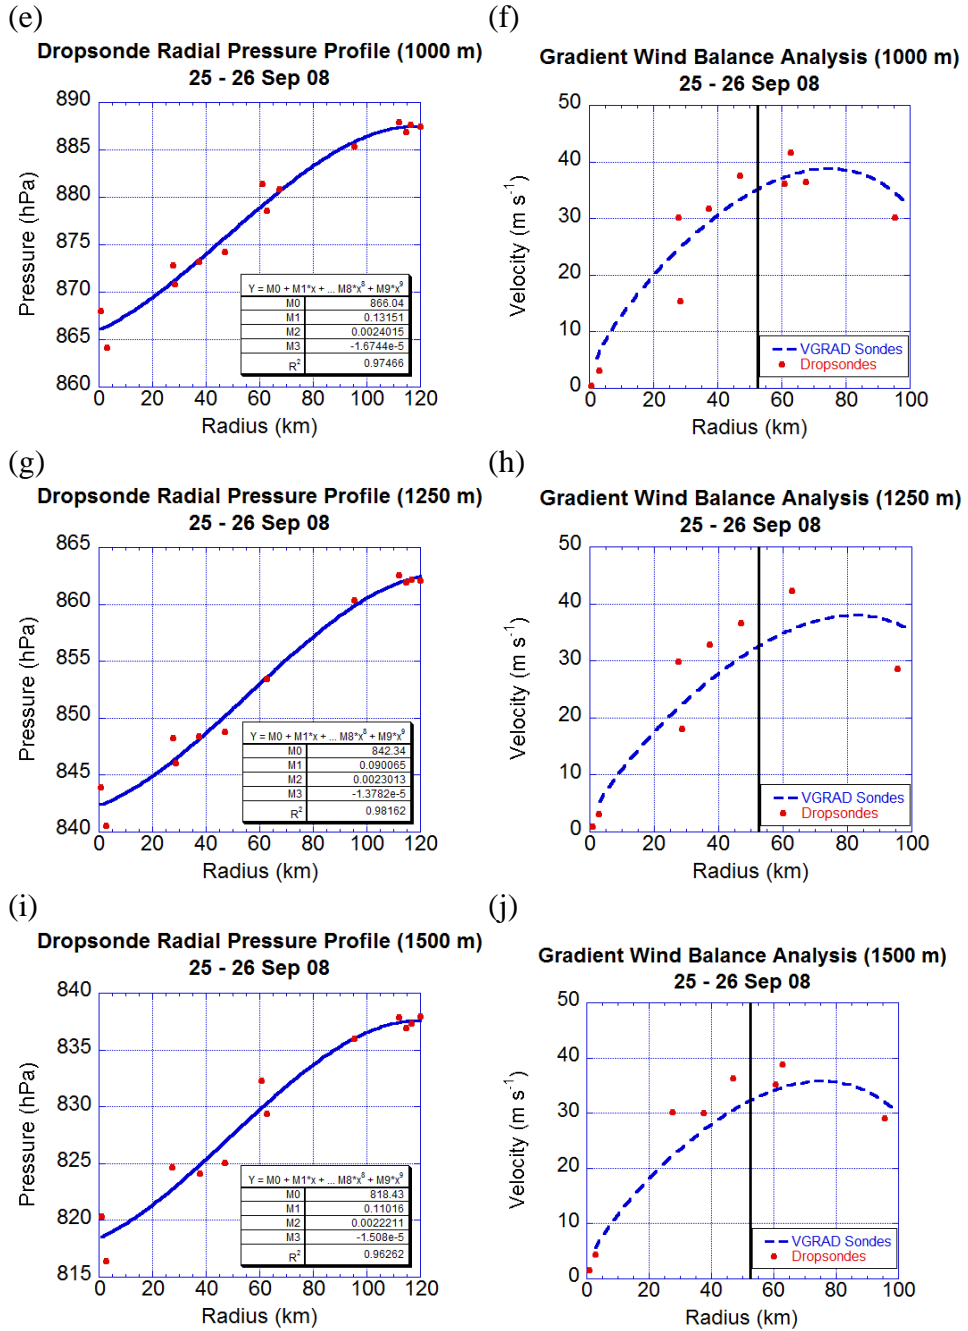 (e)
Dropsonde Radial Pressure Profile (1000 m)
25 - 26 Sep 08
Pressure (hPa)
890
885
880
875
870
865
860
0 20 40 60 80 100 120
Radius (km)
Y = M0 + M1*x + ... M8*x^8 + M9*x^9
M0 866.04
M1 0.13151
M2 0.0024015
M3 -1.6744e-5
R^2 0.97466
(f)
Gradient Wind Balance Analysis (1000 m)
25 - 26 Sep 08
Velocity (m s^-1)
50
40
30
20
10
0
0 20 40 60 80 100
Radius (km)
VGRAD Sondes
Dropsondes
(g)
Dropsonde Radial Pressure Profile (1250 m)
25 - 26 Sep 08
Pressure (hPa)
865
860
855
850
845
840
0 20 40 60 80 100 120
Radius (km)
Y = M0 + M1*x + ... M8*x^8 + M9*x^9
M0 842.34
M1 0.090065
M2 0.0023013
M3 -1.3782e-5
R^2 0.98162
(h)
Gradient Wind Balance Analysis (1250 m)
25 - 26 Sep 08
Velocity (m s^-1)
50
40
30
20
10
0
0 20 40 60 80 100
Radius (km)
VGRAD Sondes
Dropsondes
(i)
Dropsonde Radial Pressure Profile (1500 m)
25 - 26 Sep 08
Pressure (hPa)
840
835
830
825
820
815
0 20 40 60 80 100 120
Radius (km)
Y = M0 + M1*x + ... M8*x^8 + M9*x^9
M0 818.43
M1 0.11016
M2 0.0022211
M3 -1.508e-5
R^2 0.96262
(j)
Gradient Wind Balance Analysis (1500 m)
25 - 26 Sep 08
Velocity (m s^-1)
50
40
30
20
10
0
0 20 40 60 80 100
Radius (km)
VGRAD Sondes
Dropsondes